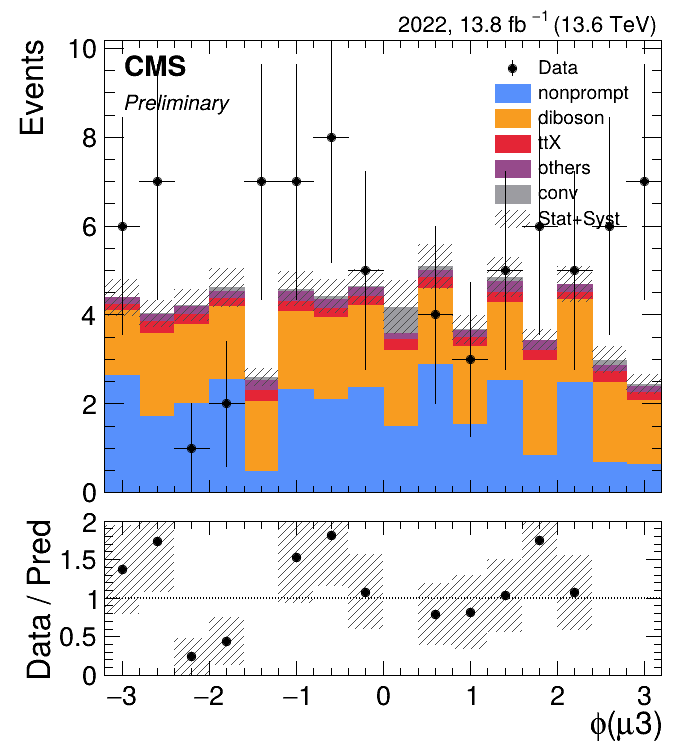 2022, 13.8 fb⁻¹ (13.6 TeV)
CMS
Preliminary
Events
Data
nonprompt
diboson
ttX
others
conv
Stat+Syst
10
8
6
4
2
0
Data / Pred
2
1.5
1
0.5
0
−3 −2 −1 0 1 2 3
ϕ(μ3)